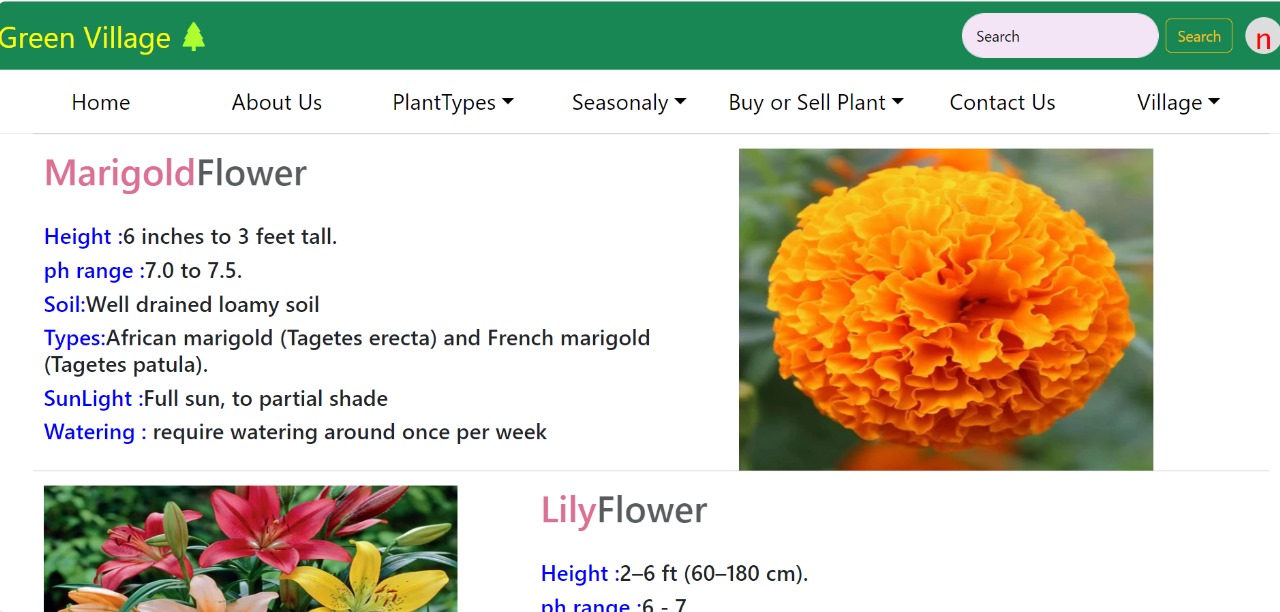 Green Village
Search
Search
n
Home
About Us
PlantTypes
Seasonaly
Buy or Sell Plant
Contact Us
Village
MarigoldFlower
Height :6 inches to 3 feet tall.
ph range :7.0 to 7.5.
Soil:Well drained loamy soil
Types:African marigold (Tagetes erecta) and French marigold
(Tagetes patula).
SunLight :Full sun, to partial shade
Watering : require watering around once per week
LilyFlower
Height :2–6 ft (60–180 cm).
ph range :6 - 7